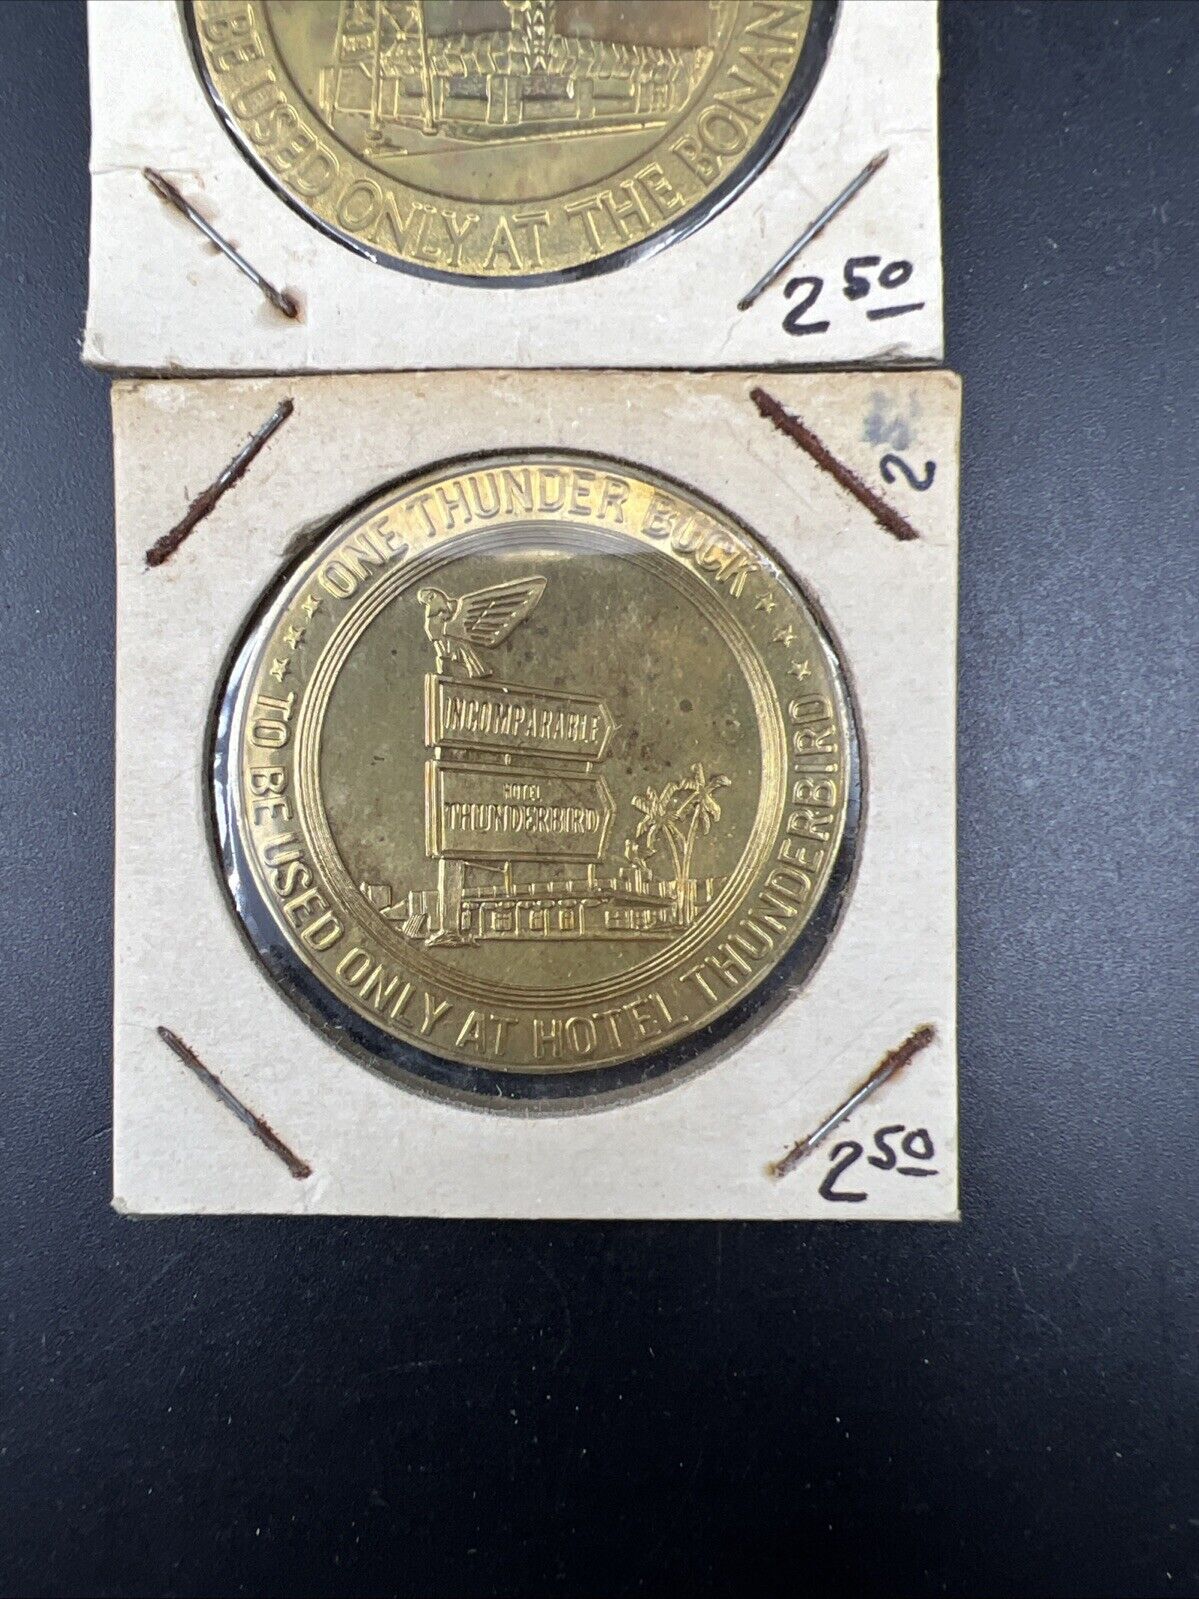 BE USED ONLY AT THE BONAN
2 50
2
ONE THUNDER BUCK
INCOMPARABLE
HOTEL
THUNDERBIRD
TO BE USED ONLY AT HOTEL THUNDERBIRD
2 50